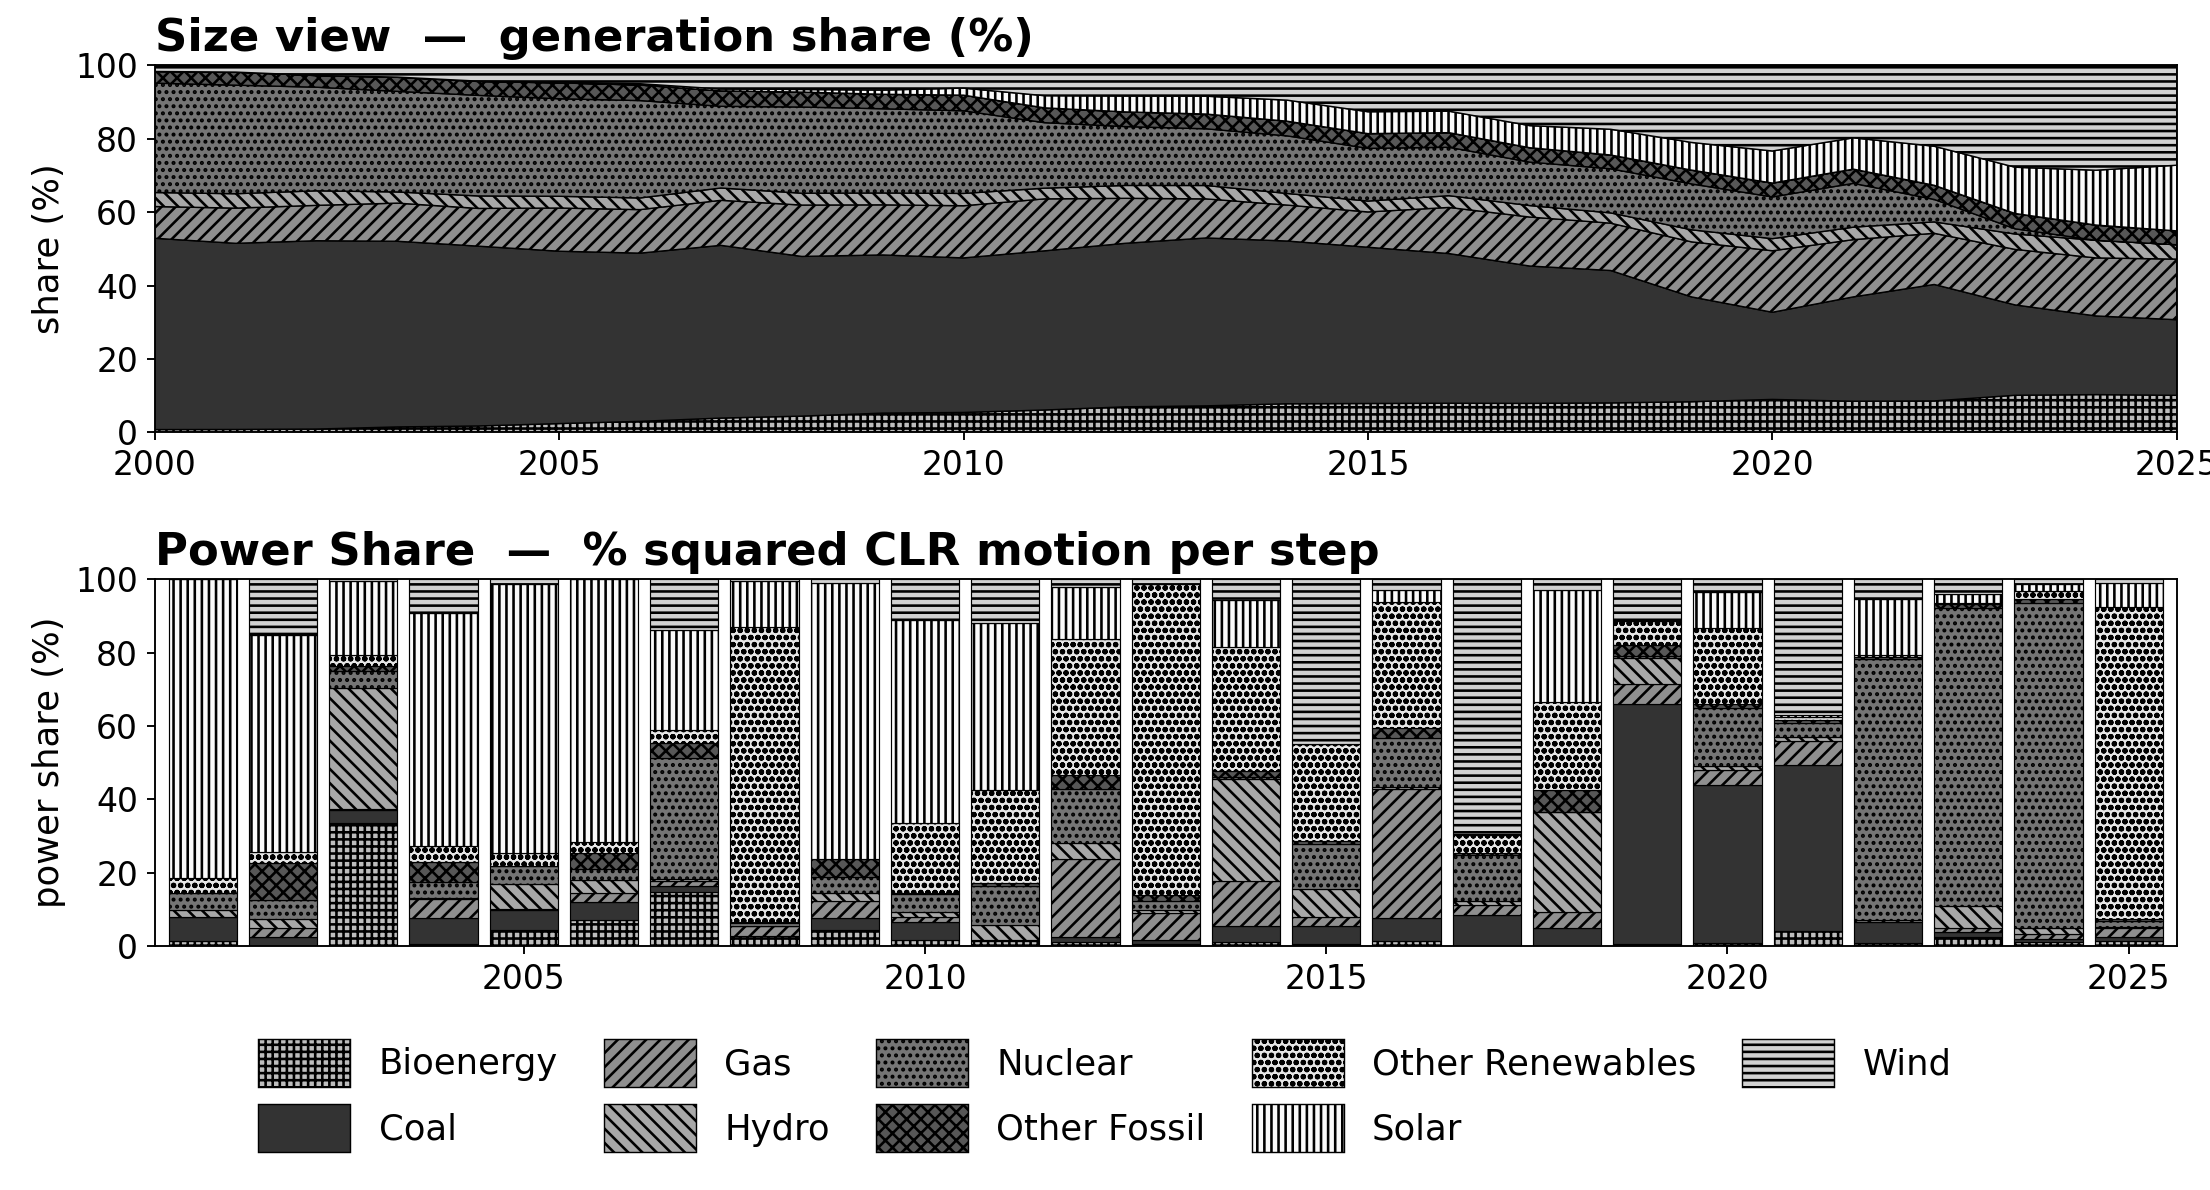 Size view — generation share (%)
share (%)
100
80
60
40
20
0
2000 2005 2010 2015 2020 2025
Power Share — % squared CLR motion per step
power share (%)
100
80
60
40
20
0
2005 2010 2015 2020 2025
Bioenergy Gas Nuclear Other Renewables Wind
Coal Hydro Other Fossil Solar